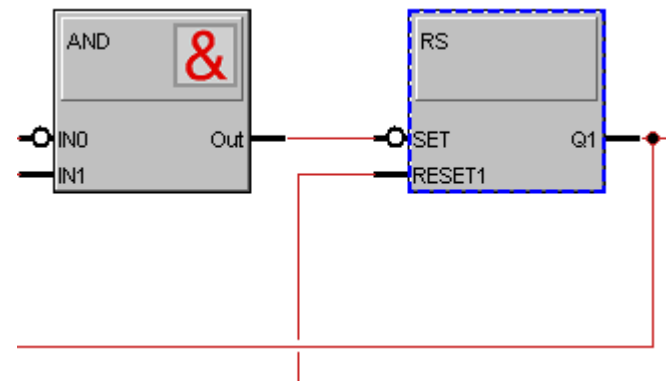 AND
&
IN0
Out
IN1
RS
SET
Q1
RESET1